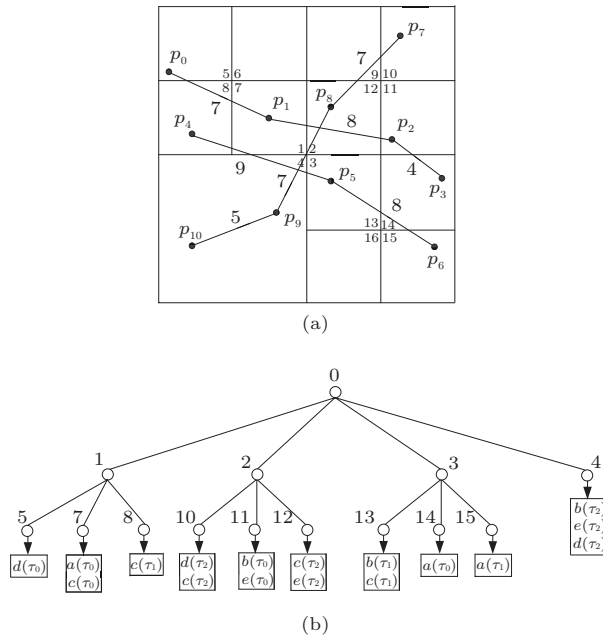 p7
p0
7
5 6
9 10
8 7
12 11
p8
7
p1
p4
8
p2
1 2
9
4 3
4
7
p5
p3
8
5
p9
13 14
p10
16 15
p6
(a)
0
1
2
3
4
5
7
8
10
11
12
13
14
15
d(τ0)
a(τ0)
c(τ0)
c(τ1)
d(τ2)
c(τ2)
b(τ0)
e(τ0)
c(τ2)
e(τ2)
b(τ1)
c(τ1)
a(τ0)
a(τ1)
b(τ2)
e(τ2)
d(τ2)
(b)